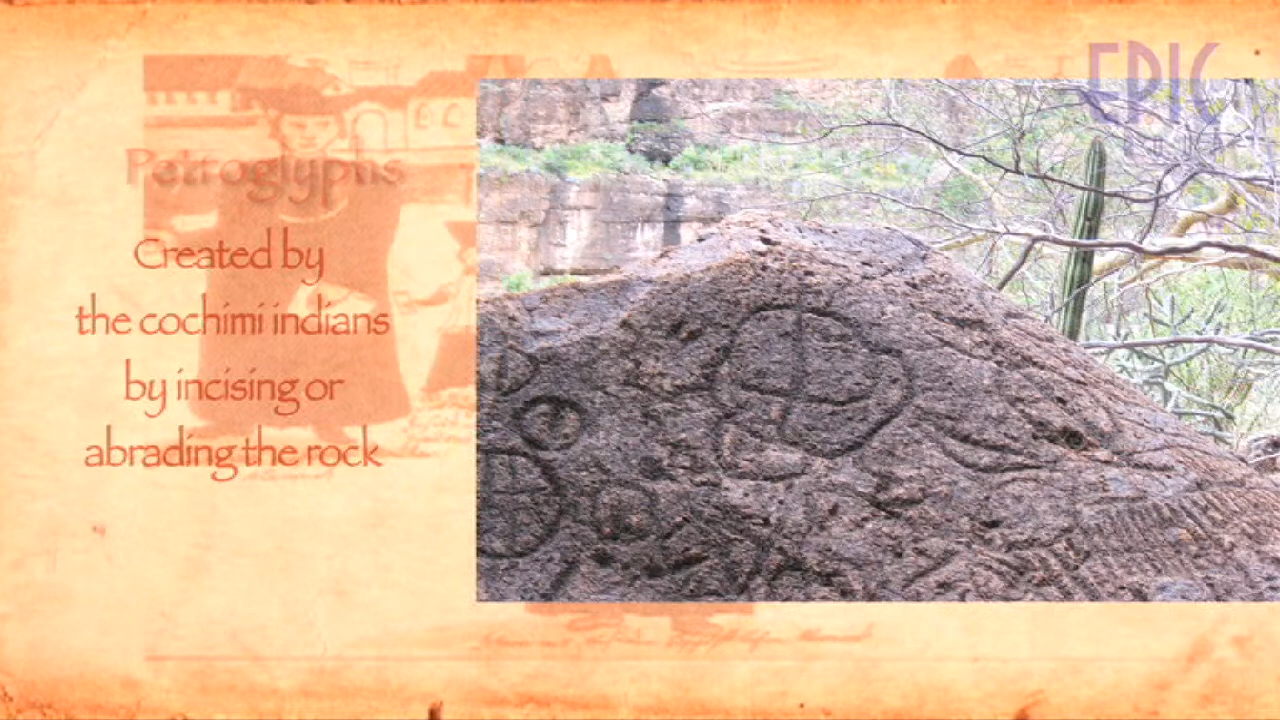 EPIC
Petroglyphs
Created by
the cochimi indians
by incising or
abrading the rock